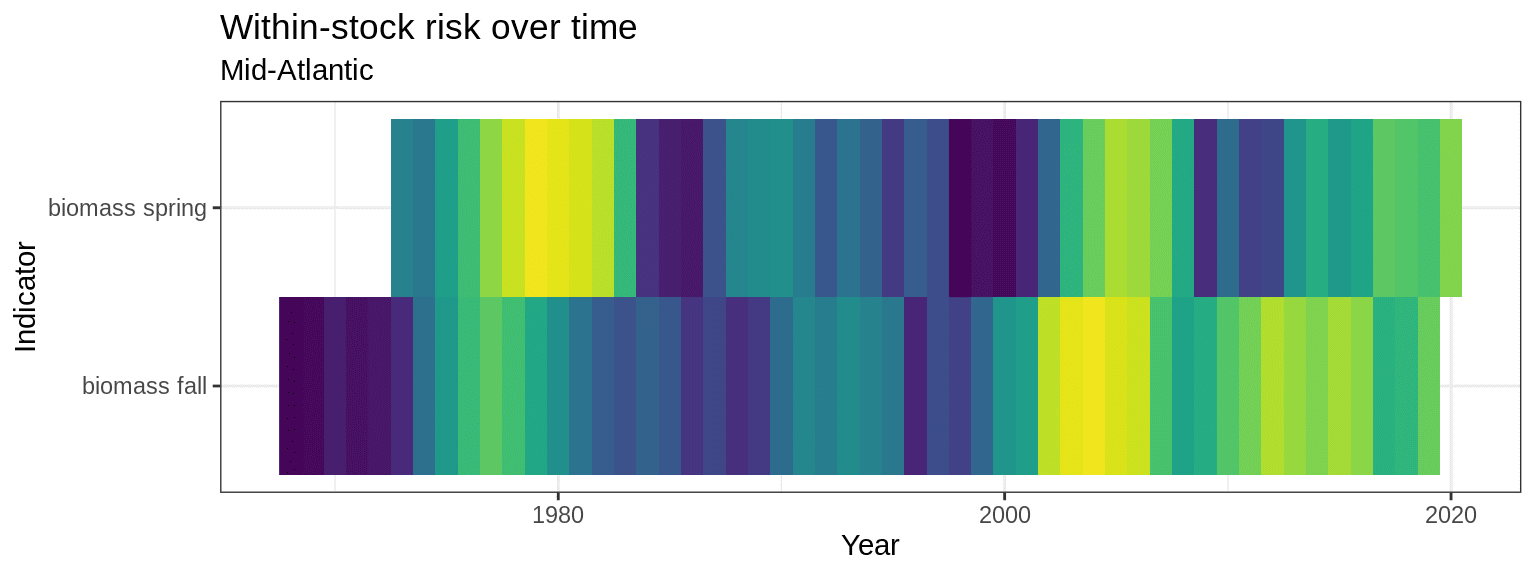 Within-stock risk over time
Mid-Atlantic
Indicator
biomass spring
biomass fall
1980 2000 2020
Year